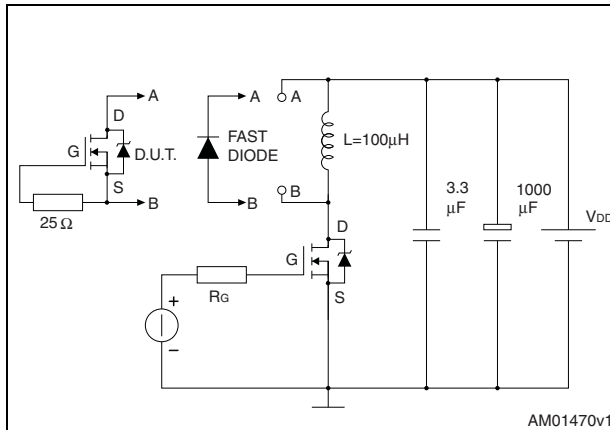 A
D
G
D.U.T.
S
B
25 Ω
A
FAST
DIODE
B
A
L=100µH
B
D
G
S
RG
+
–
3.3
µF
1000
µF
VDD
AM01470v1